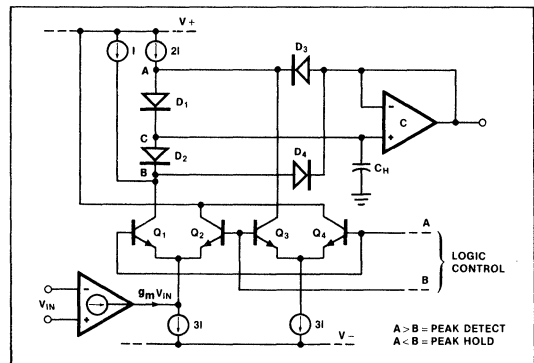 V+
I
2I
A
D3
D1
C
D2
B
D4
C
CH
Q1
Q2
Q3
Q4
A
LOGIC
CONTROL
B
VIN
gmVIN
3I
3I
V−
A>B = PEAK DETECT
A<B = PEAK HOLD